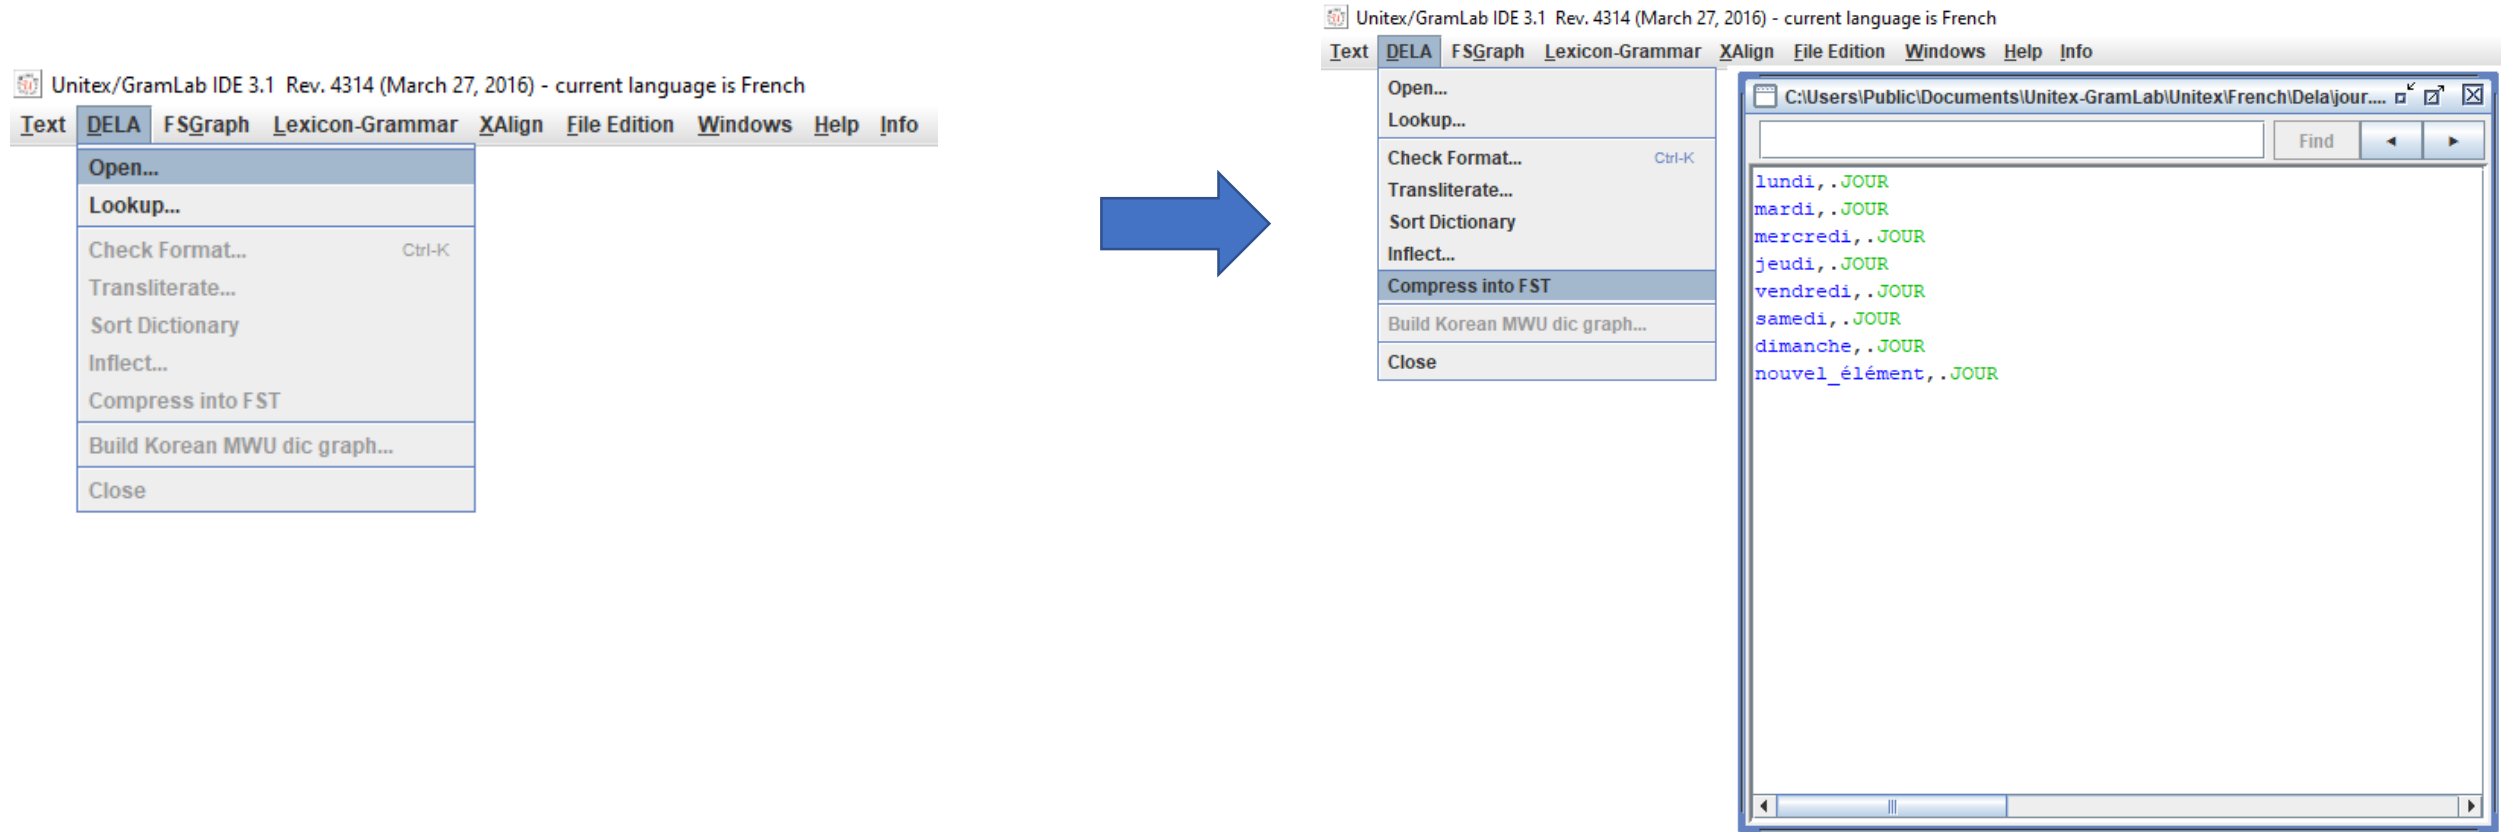 Unitex/GramLab IDE 3.1 Rev. 4314 (March 27, 2016) - current language is French
Text DELA FSGraph Lexicon-Grammar XAlign File Edition Windows Help Info
Open...
Lookup...
Check Format... Ctrl-K
Transliterate...
Sort Dictionary
Inflect...
Compress into FST
Build Korean MWU dic graph...
Close
Unitex/GramLab IDE 3.1 Rev. 4314 (March 27, 2016) - current language is French
Text DELA FSGraph Lexicon-Grammar XAlign File Edition Windows Help Info
Open...
Lookup...
Check Format... Ctrl-K
Transliterate...
Sort Dictionary
Inflect...
Compress into FST
Build Korean MWU dic graph...
Close
C:\Users\Public\Documents\Unitex-GramLab\Unitex\French\Dela\jour....
Find
lundi,.JOUR
mardi,.JOUR
mercredi,.JOUR
jeudi,.JOUR
vendredi,.JOUR
samedi,.JOUR
dimanche,.JOUR
nouvel_élément,.JOUR